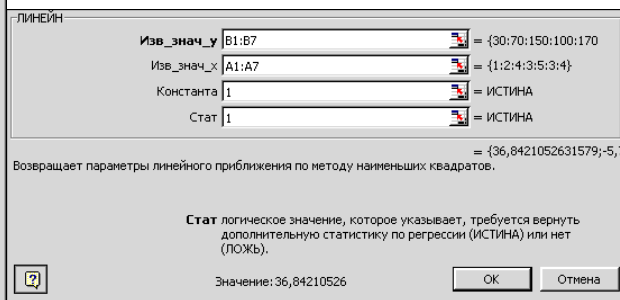 ЛИНЕЙН
Изв_знач_y B1:B7 = {30:70:150:100:170
Изв_знач_x A1:A7 = {1:2:4:3:5:3:4}
Константа 1 = ИСТИНА
Стат 1 = ИСТИНА
= {36,8421052631579;-5,
Возвращает параметры линейного приближения по методу наименьших квадратов.
Стат логическое значение, которое указывает, требуется вернуть
дополнительную статистику по регрессии (ИСТИНА) или нет
(ЛОЖЬ).
? Значение:36,84210526 ОК Отмена